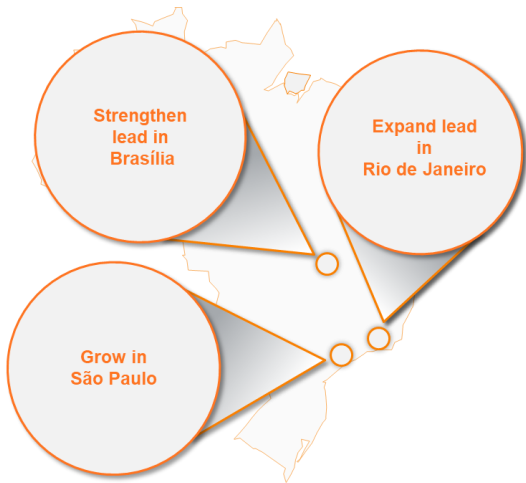 Strengthen
lead in
Brasília
Expand lead
in
Rio de Janeiro
Grow in
São Paulo